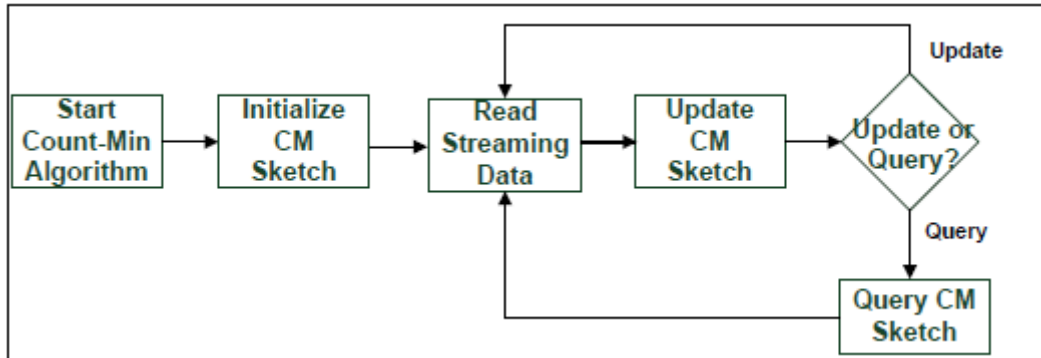 Start
Count-Min
Algorithm
Initialize
CM
Sketch
Read
Streaming
Data
Update
CM
Sketch
Update or
Query?
Update
Query
Query CM
Sketch